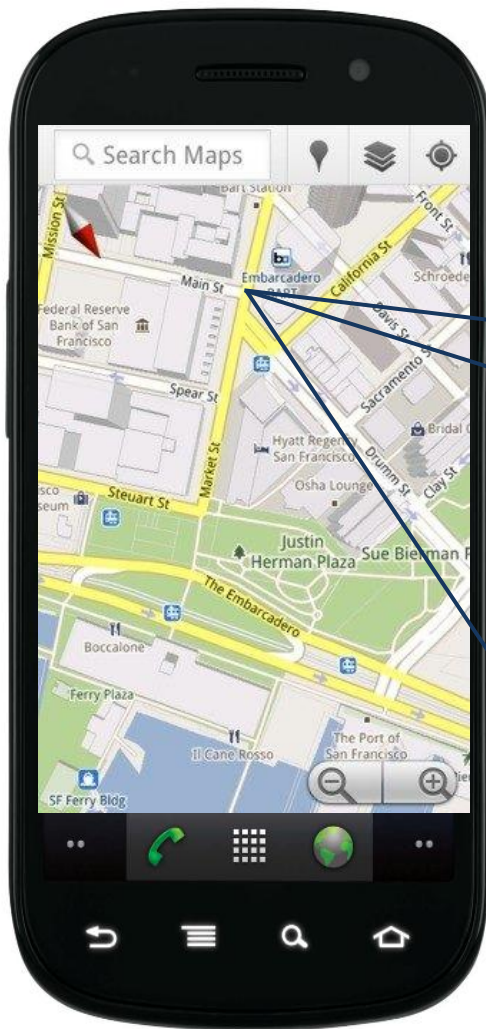 Search Maps
Bart Station
Mission St
Front St
California St
Embarcadero
BART
Main St
Schroede
Federal Reserve
Bank of San
Francisco
Davis St
Sacramento St
Spear St
Hyatt Regency
San Francisco
Bridal
Market St
Osha Lounge
Drumm St
Clay St
Steuart St
sco
seum
Justin
Herman Plaza
Sue Bierman P
The Embarcadero
Boccalone
Ferry Plaza
Il Cane Rosso
The Port of
San Francisco
SF Ferry Bldg